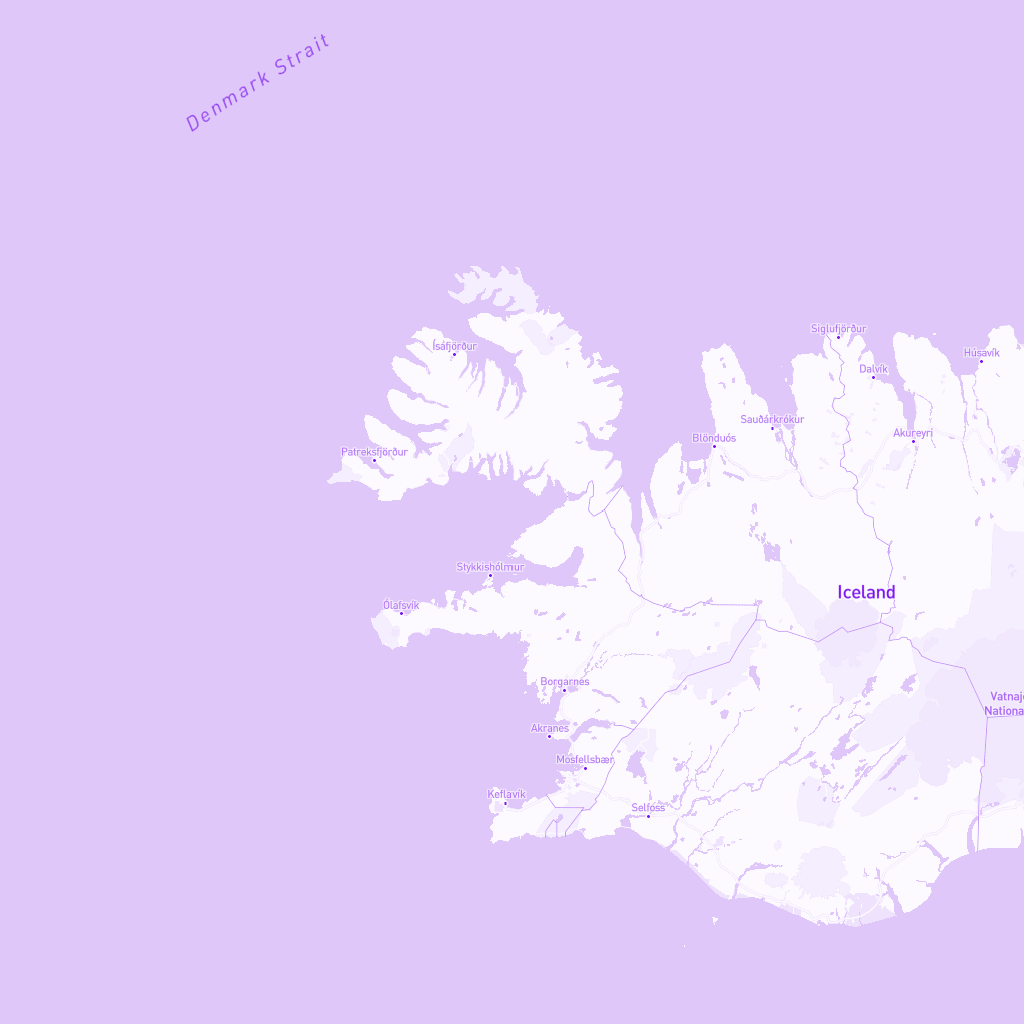 Denmark Strait
Siglufjörður
Ísafjörður
Húsavík
Dalvík
Sauðárkrókur
Akureyri
Blönduós
Patreksfjörður
Stykkishólmur
Iceland
Ólafsvík
Borgarnes
Vatnaj
Nationa
Akranes
Mosfellsbær
Keflavík
Selfoss